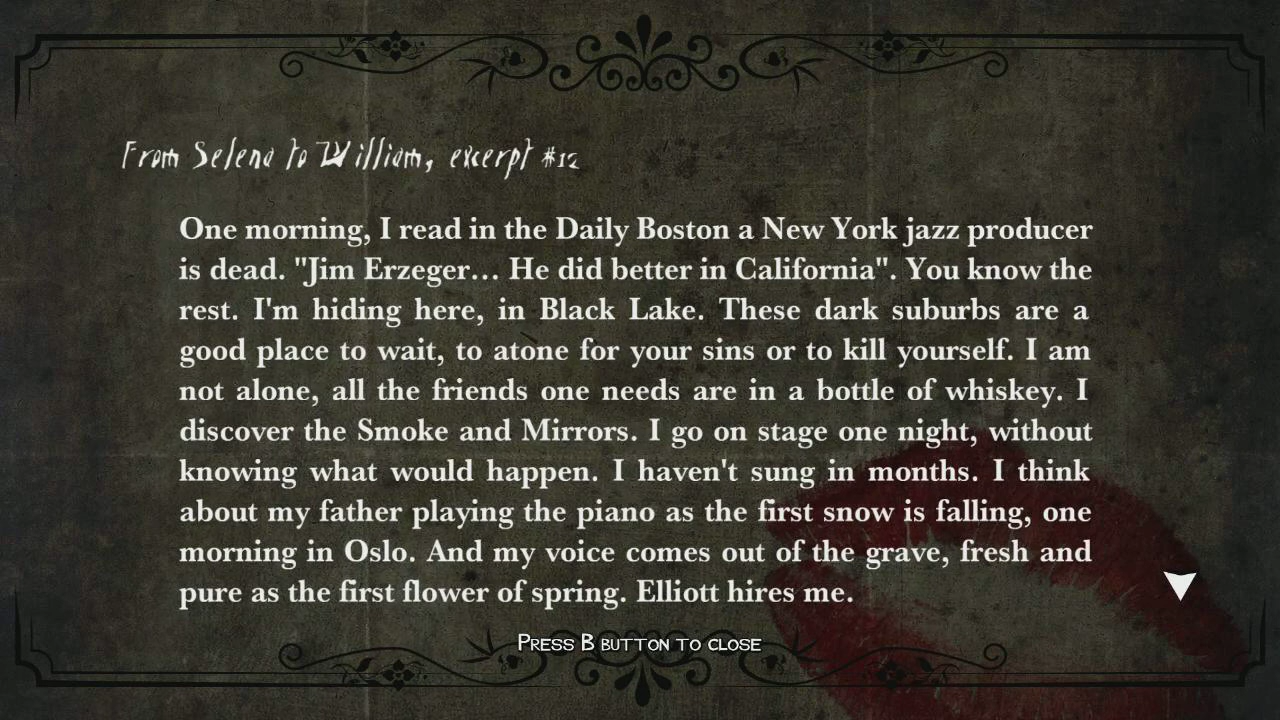 From Selena to William, excerpt #12
One morning, I read in the Daily Boston a New York jazz producer
is dead. "Jim Erzeger... He did better in California". You know the
rest. I'm hiding here, in Black Lake. These dark suburbs are a
good place to wait, to atone for your sins or to kill yourself. I am
not alone, all the friends one needs are in a bottle of whiskey. I
discover the Smoke and Mirrors. I go on stage one night, without
knowing what would happen. I haven't sung in months. I think
about my father playing the piano as the first snow is falling, one
morning in Oslo. And my voice comes out of the grave, fresh and
pure as the first flower of spring. Elliott hires me.
Press B button to close